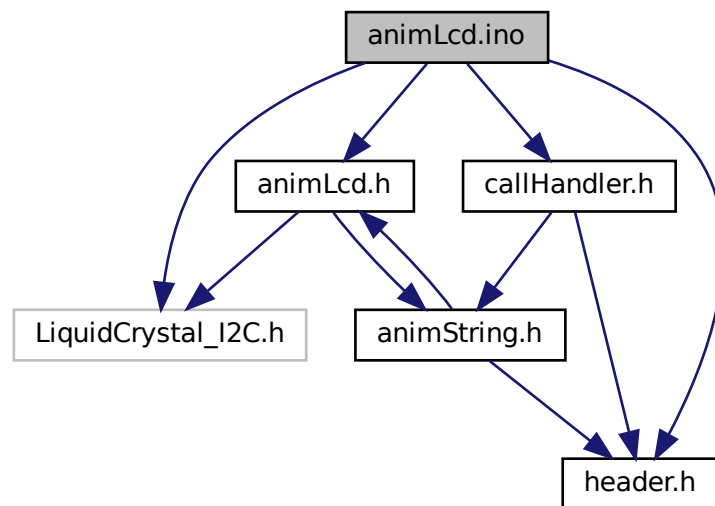 animLcd.ino
animLcd.h
callHandler.h
LiquidCrystal_I2C.h
animString.h
header.h